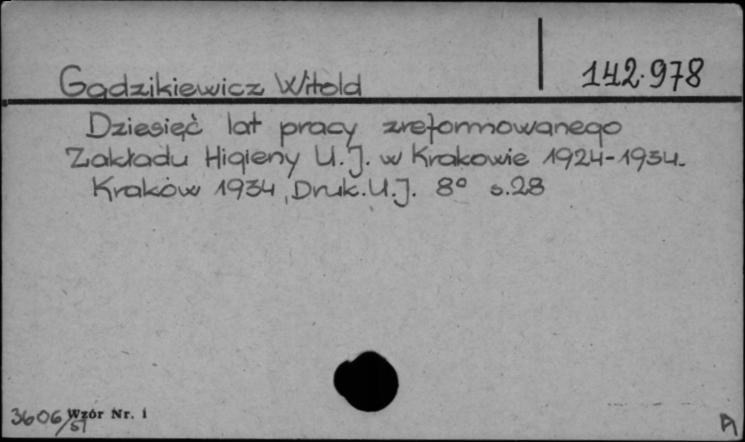 Gądzikiewicz Witold
142.978
Dziesięć lat pracy zreformowanego
Zakładu Higieny U.J. w Krakowie 1924-1934.
Kraków 1934, Druk.U.J. 8° s.28
3606/51
Wzór Nr. 1
A